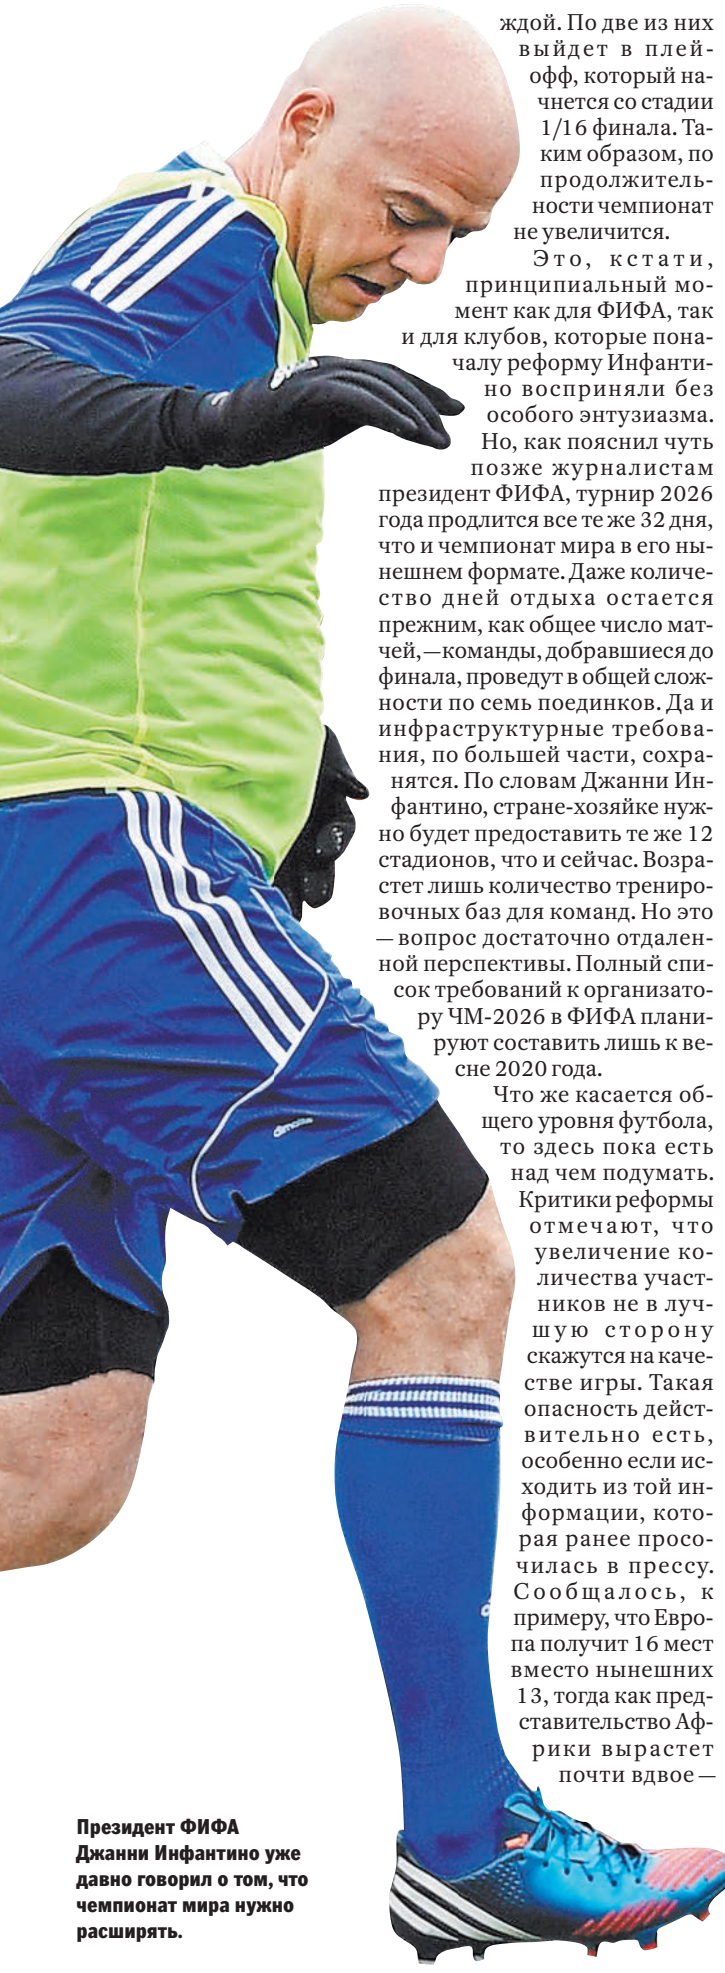 ждой. По две из них
выйдет в плей-
офф, который на-
чнется со стадии
1/16 финала. Та-
ким образом, по
продолжитель-
ности чемпионат
не увеличится.
Это, кстати,
принципиальный мо-
мент как для ФИФА, так
и для клубов, которые пона-
чалу реформу Инфанти-
но восприняли без
особого энтузиазма.
Но, как пояснил чуть
позже журналистам
президент ФИФА, турнир 2026
года продлится все те же 32 дня,
что и чемпионат мира в его ны-
нешнем формате. Даже количе-
ство дней отдыха остается
прежним, как общее число мат-
чей,—команды, добравшиеся до
финала, проведут в общей слож-
ности по семь поединков. Да и
инфраструктурные требова-
ния, по большей части, сохра-
нятся. По словам Джанни Ин-
фантино, стране-хозяйке нуж-
но будет предоставить те же 12
стадионов, что и сейчас. Возра-
стет лишь количество трениро-
вочных баз для команд. Но это
— вопрос достаточно отдален-
ной перспективы. Полный спи-
сок требований к организато-
ру ЧМ-2026 в ФИФА плани-
руют составить лишь к ве-
сне 2020 года.
Что же касается об-
щего уровня футбола,
то здесь пока есть
над чем подумать.
Критики реформы
отмечают, что
увеличение ко-
личества участ-
ников не в луч-
шую сторону
скажутся на каче-
стве игры. Такая
опасность дейст-
вительно есть,
особенно если ис-
ходить из той ин-
формации, кото-
рая ранее просо-
чилась в прессу.
Сообщалось, к
примеру, что Евро-
па получит 16 мест
вместо нынешних
13, тогда как пред-
ставительство Аф-
рики вырастет
почти вдвое —
Президент ФИФА
Джанни Инфантино уже
давно говорил о том, что
чемпионат мира нужно
расширять.